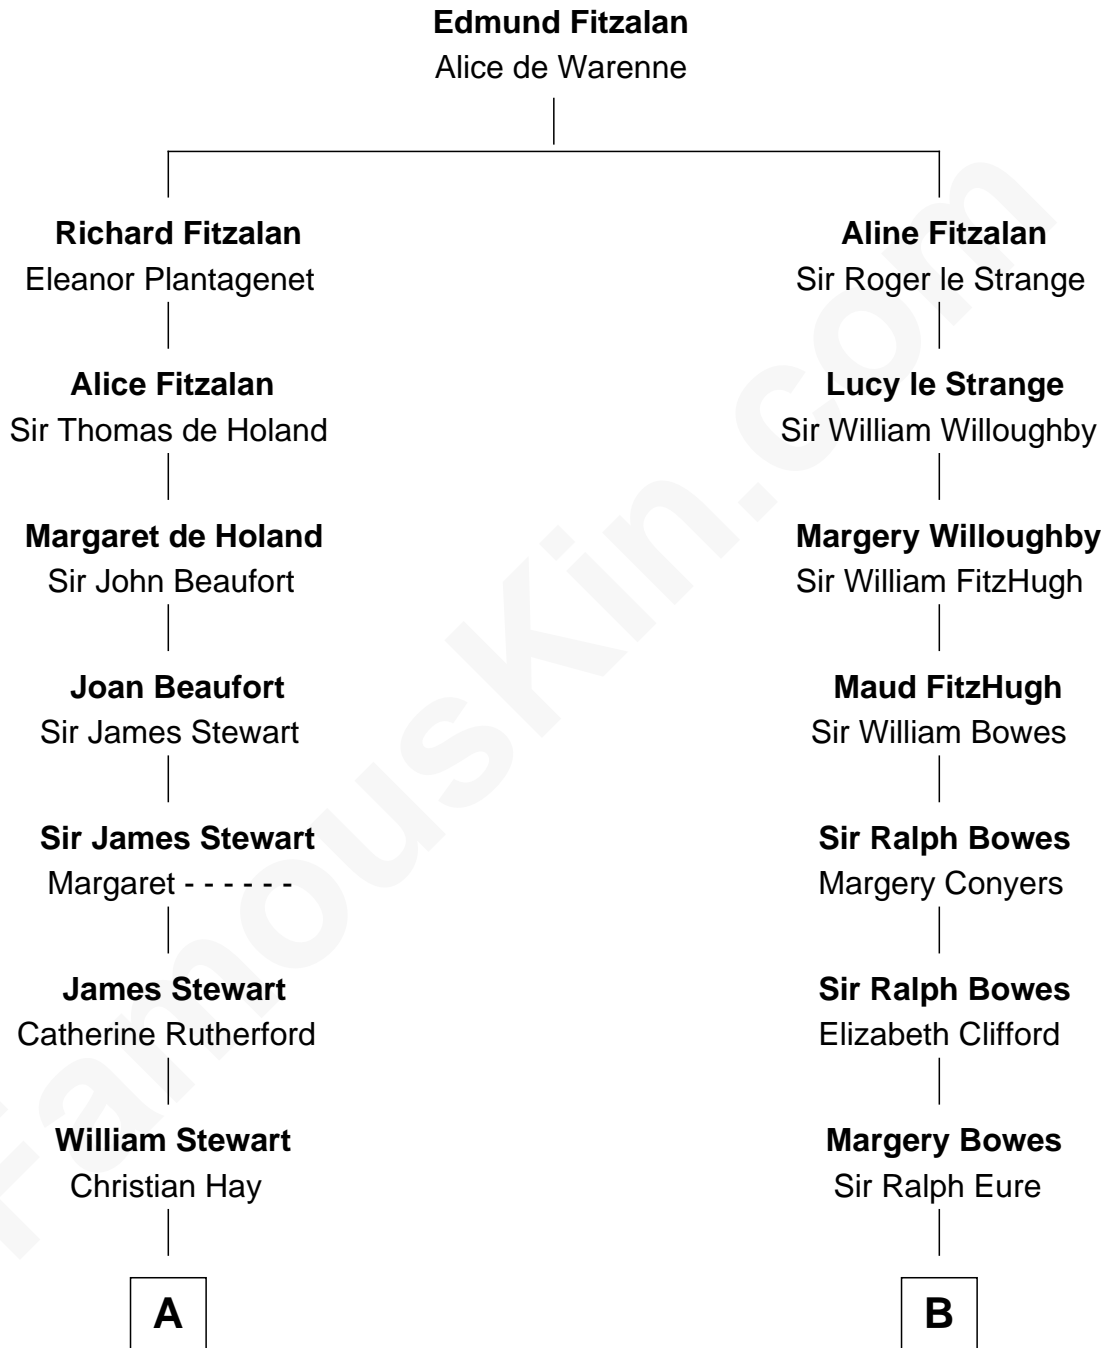 Edmund Fitzalan
Alice de Warenne
Richard Fitzalan
Eleanor Plantagenet
Aline Fitzalan
Sir Roger le Strange
Alice Fitzalan
Sir Thomas de Holand
Lucy le Strange
Sir William Willoughby
Margaret de Holand
Sir John Beaufort
Margery Willoughby
Sir William FitzHugh
Joan Beaufort
Sir James Stewart
Maud FitzHugh
Sir William Bowes
Sir James Stewart
Margaret - - - - - -
Sir Ralph Bowes
Margery Conyers
James Stewart
Catherine Rutherford
Sir Ralph Bowes
Elizabeth Clifford
William Stewart
Christian Hay
Margery Bowes
Sir Ralph Eure
A
B
FamousKin.com